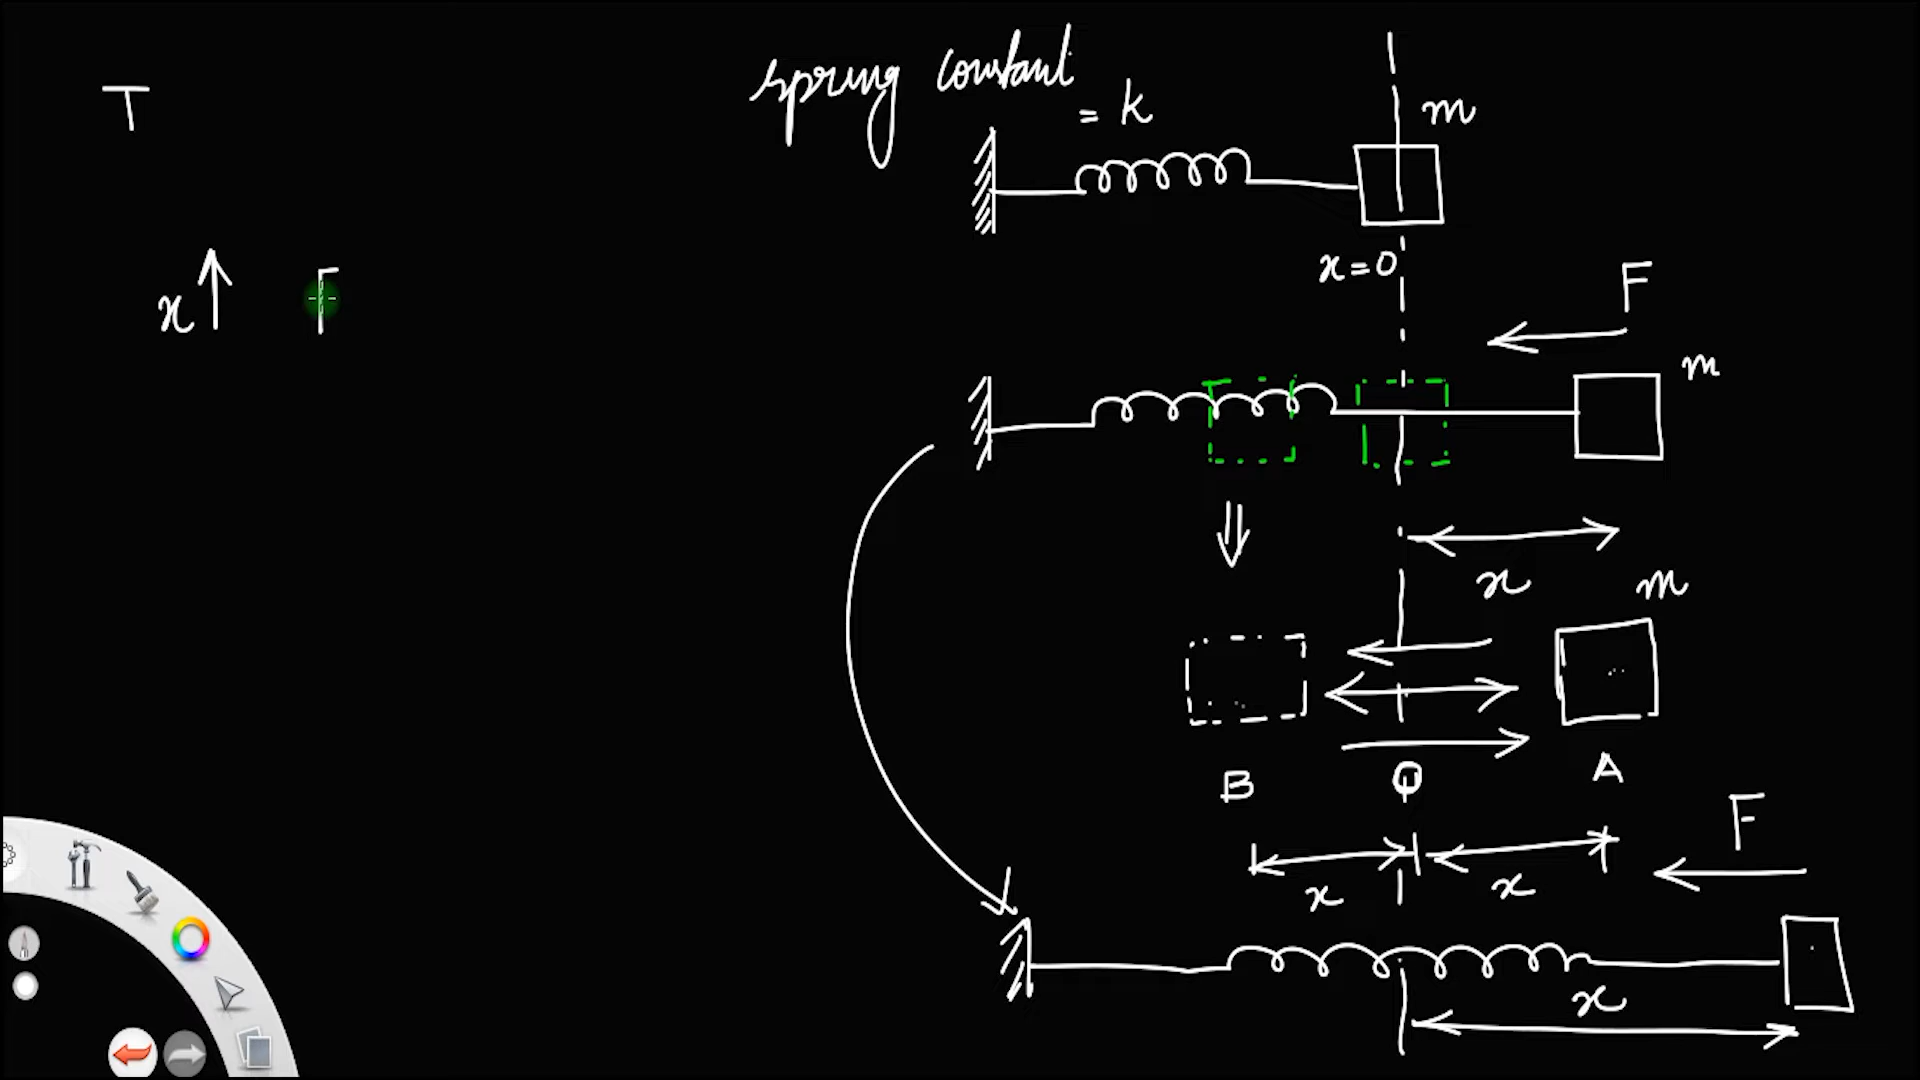 spring constant
= k
T
m
x = 0
x ↑ F
F
m
x
m
B O A
F
x x
x